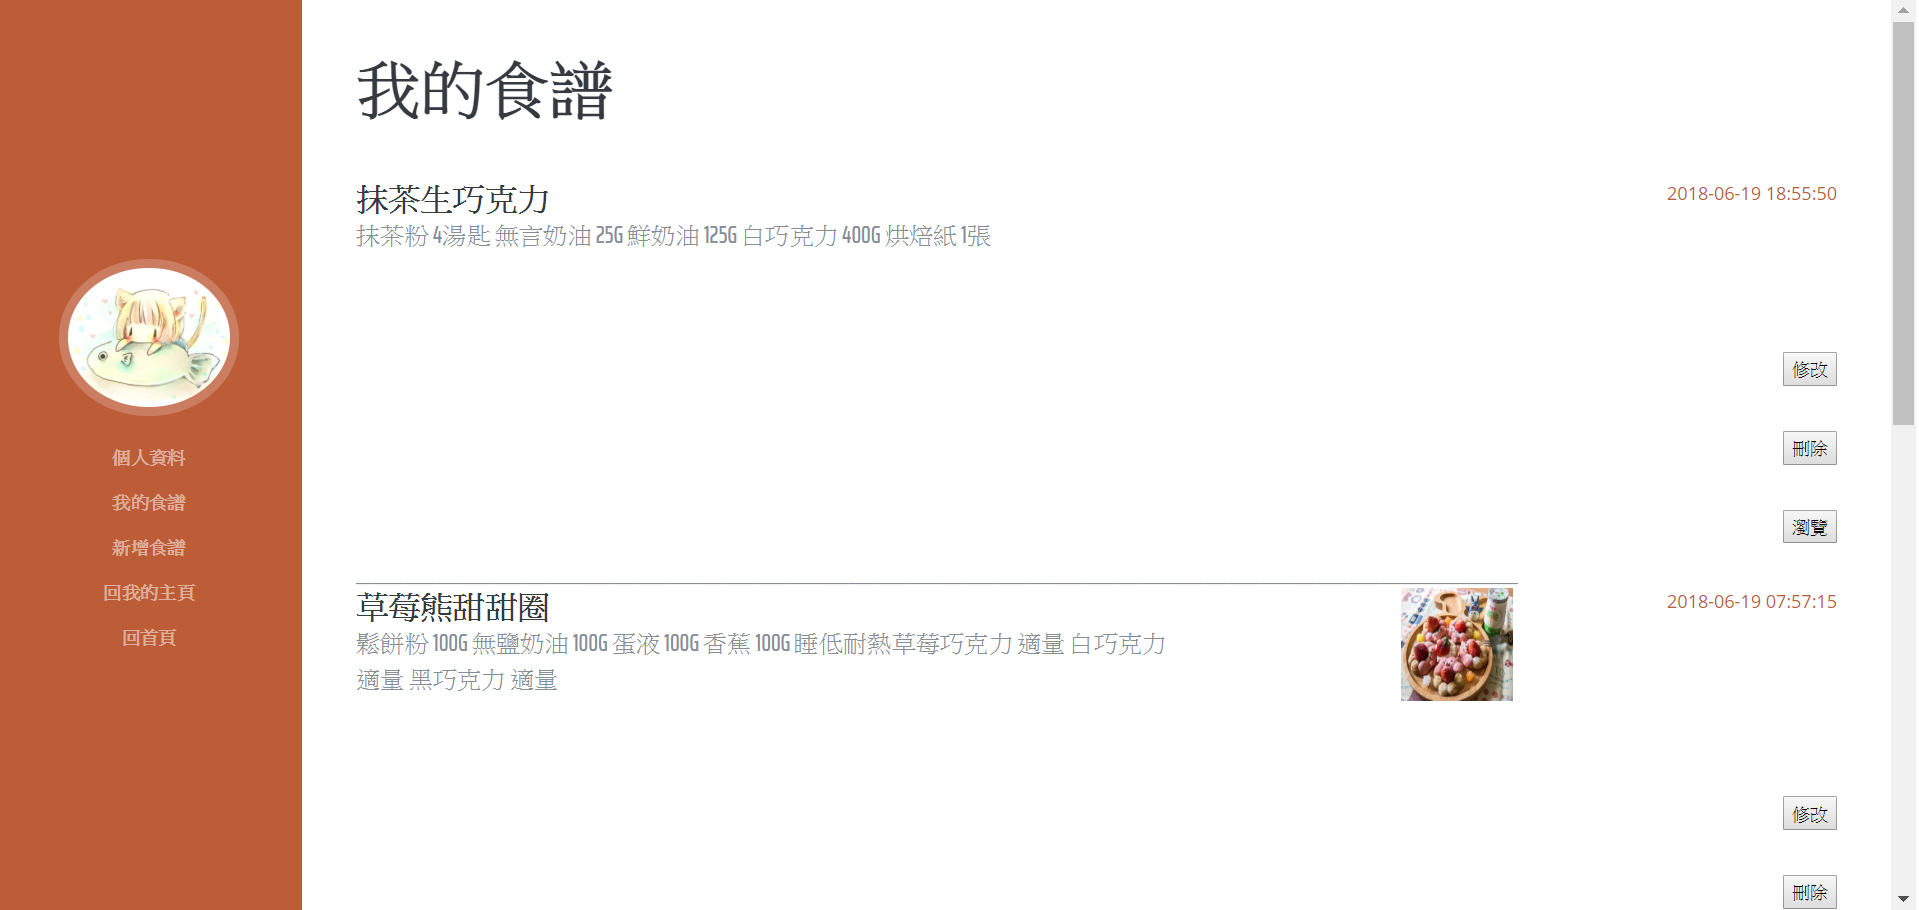 我的食譜
抹茶生巧克力
2018-06-19 18:55:50
抹茶粉 4湯匙 無言奶油 25G 鮮奶油 125G 白巧克力 400G 烘焙紙 1張
修改
刪除
瀏覽
個人資料
我的食譜
新增食譜
回我的主頁
回首頁
草莓熊甜甜圈
2018-06-19 07:57:15
鬆餅粉 100G 無鹽奶油 100G 蛋液 100G 香蕉 100G 睡低耐熱草莓巧克力 適量 白巧克力
適量 黑巧克力 適量
修改
刪除